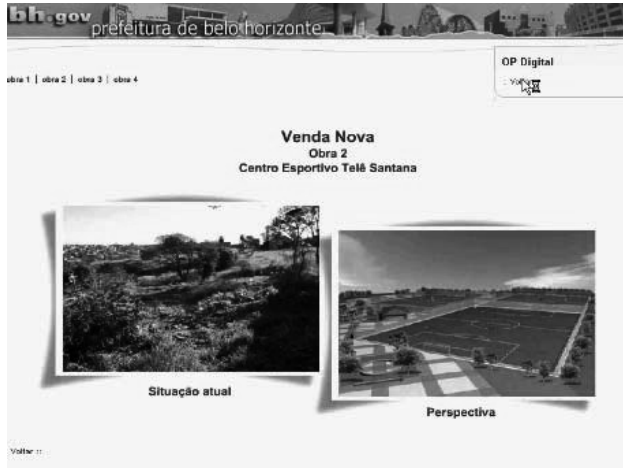 bh.gov
prefeitura de belo horizonte
OP Digital
obra 1 | obra 2 | obra 3 | obra 4
Venda Nova
Obra 2
Centro Esportivo Telê Santana
Situação atual
Perspectiva
Voltar ::